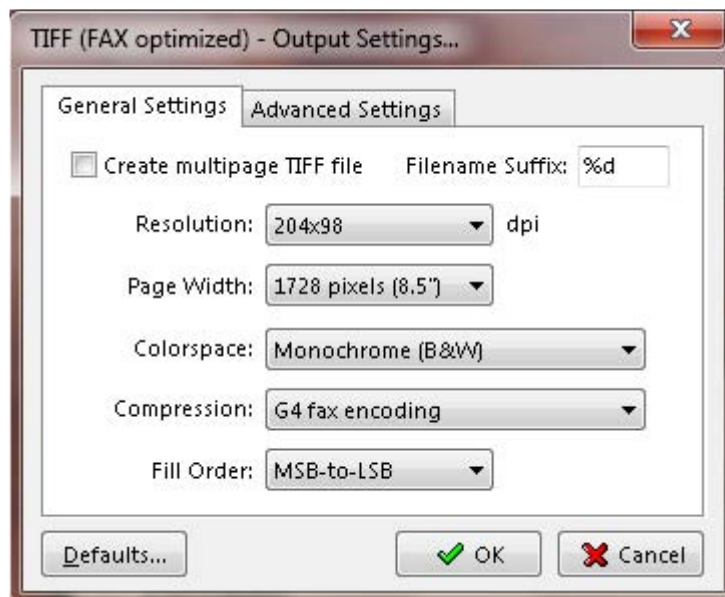 TIFF (FAX optimized) - Output Settings...
General Settings Advanced Settings
Create multipage TIFF file Filename Suffix: %d
Resolution: 204x98 dpi
Page Width: 1728 pixels (8.5")
Colorspace: Monochrome (B&W)
Compression: G4 fax encoding
Fill Order: MSB-to-LSB
Defaults... OK Cancel